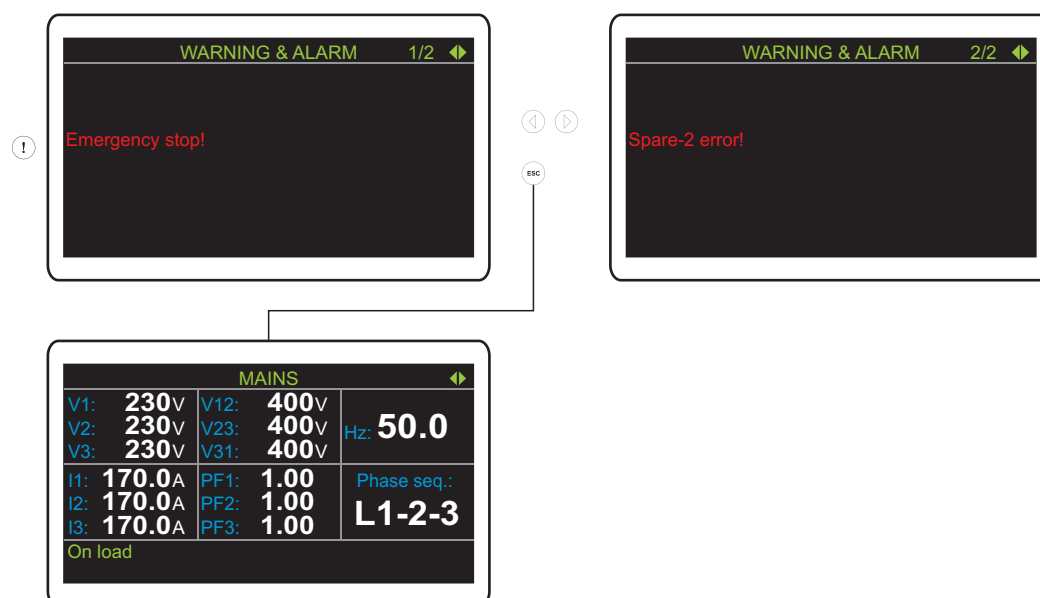 WARNING & ALARM 1/2
Emergency stop!
!
ESC
WARNING & ALARM 2/2
Spare-2 error!
MAINS
V1: 230V V12: 400V
V2: 230V V23: 400V
V3: 230V V31: 400V
Hz: 50.0
I1: 170.0A PF1: 1.00
I2: 170.0A PF2: 1.00
I3: 170.0A PF3: 1.00
Phase seq.:
L1-2-3
On load